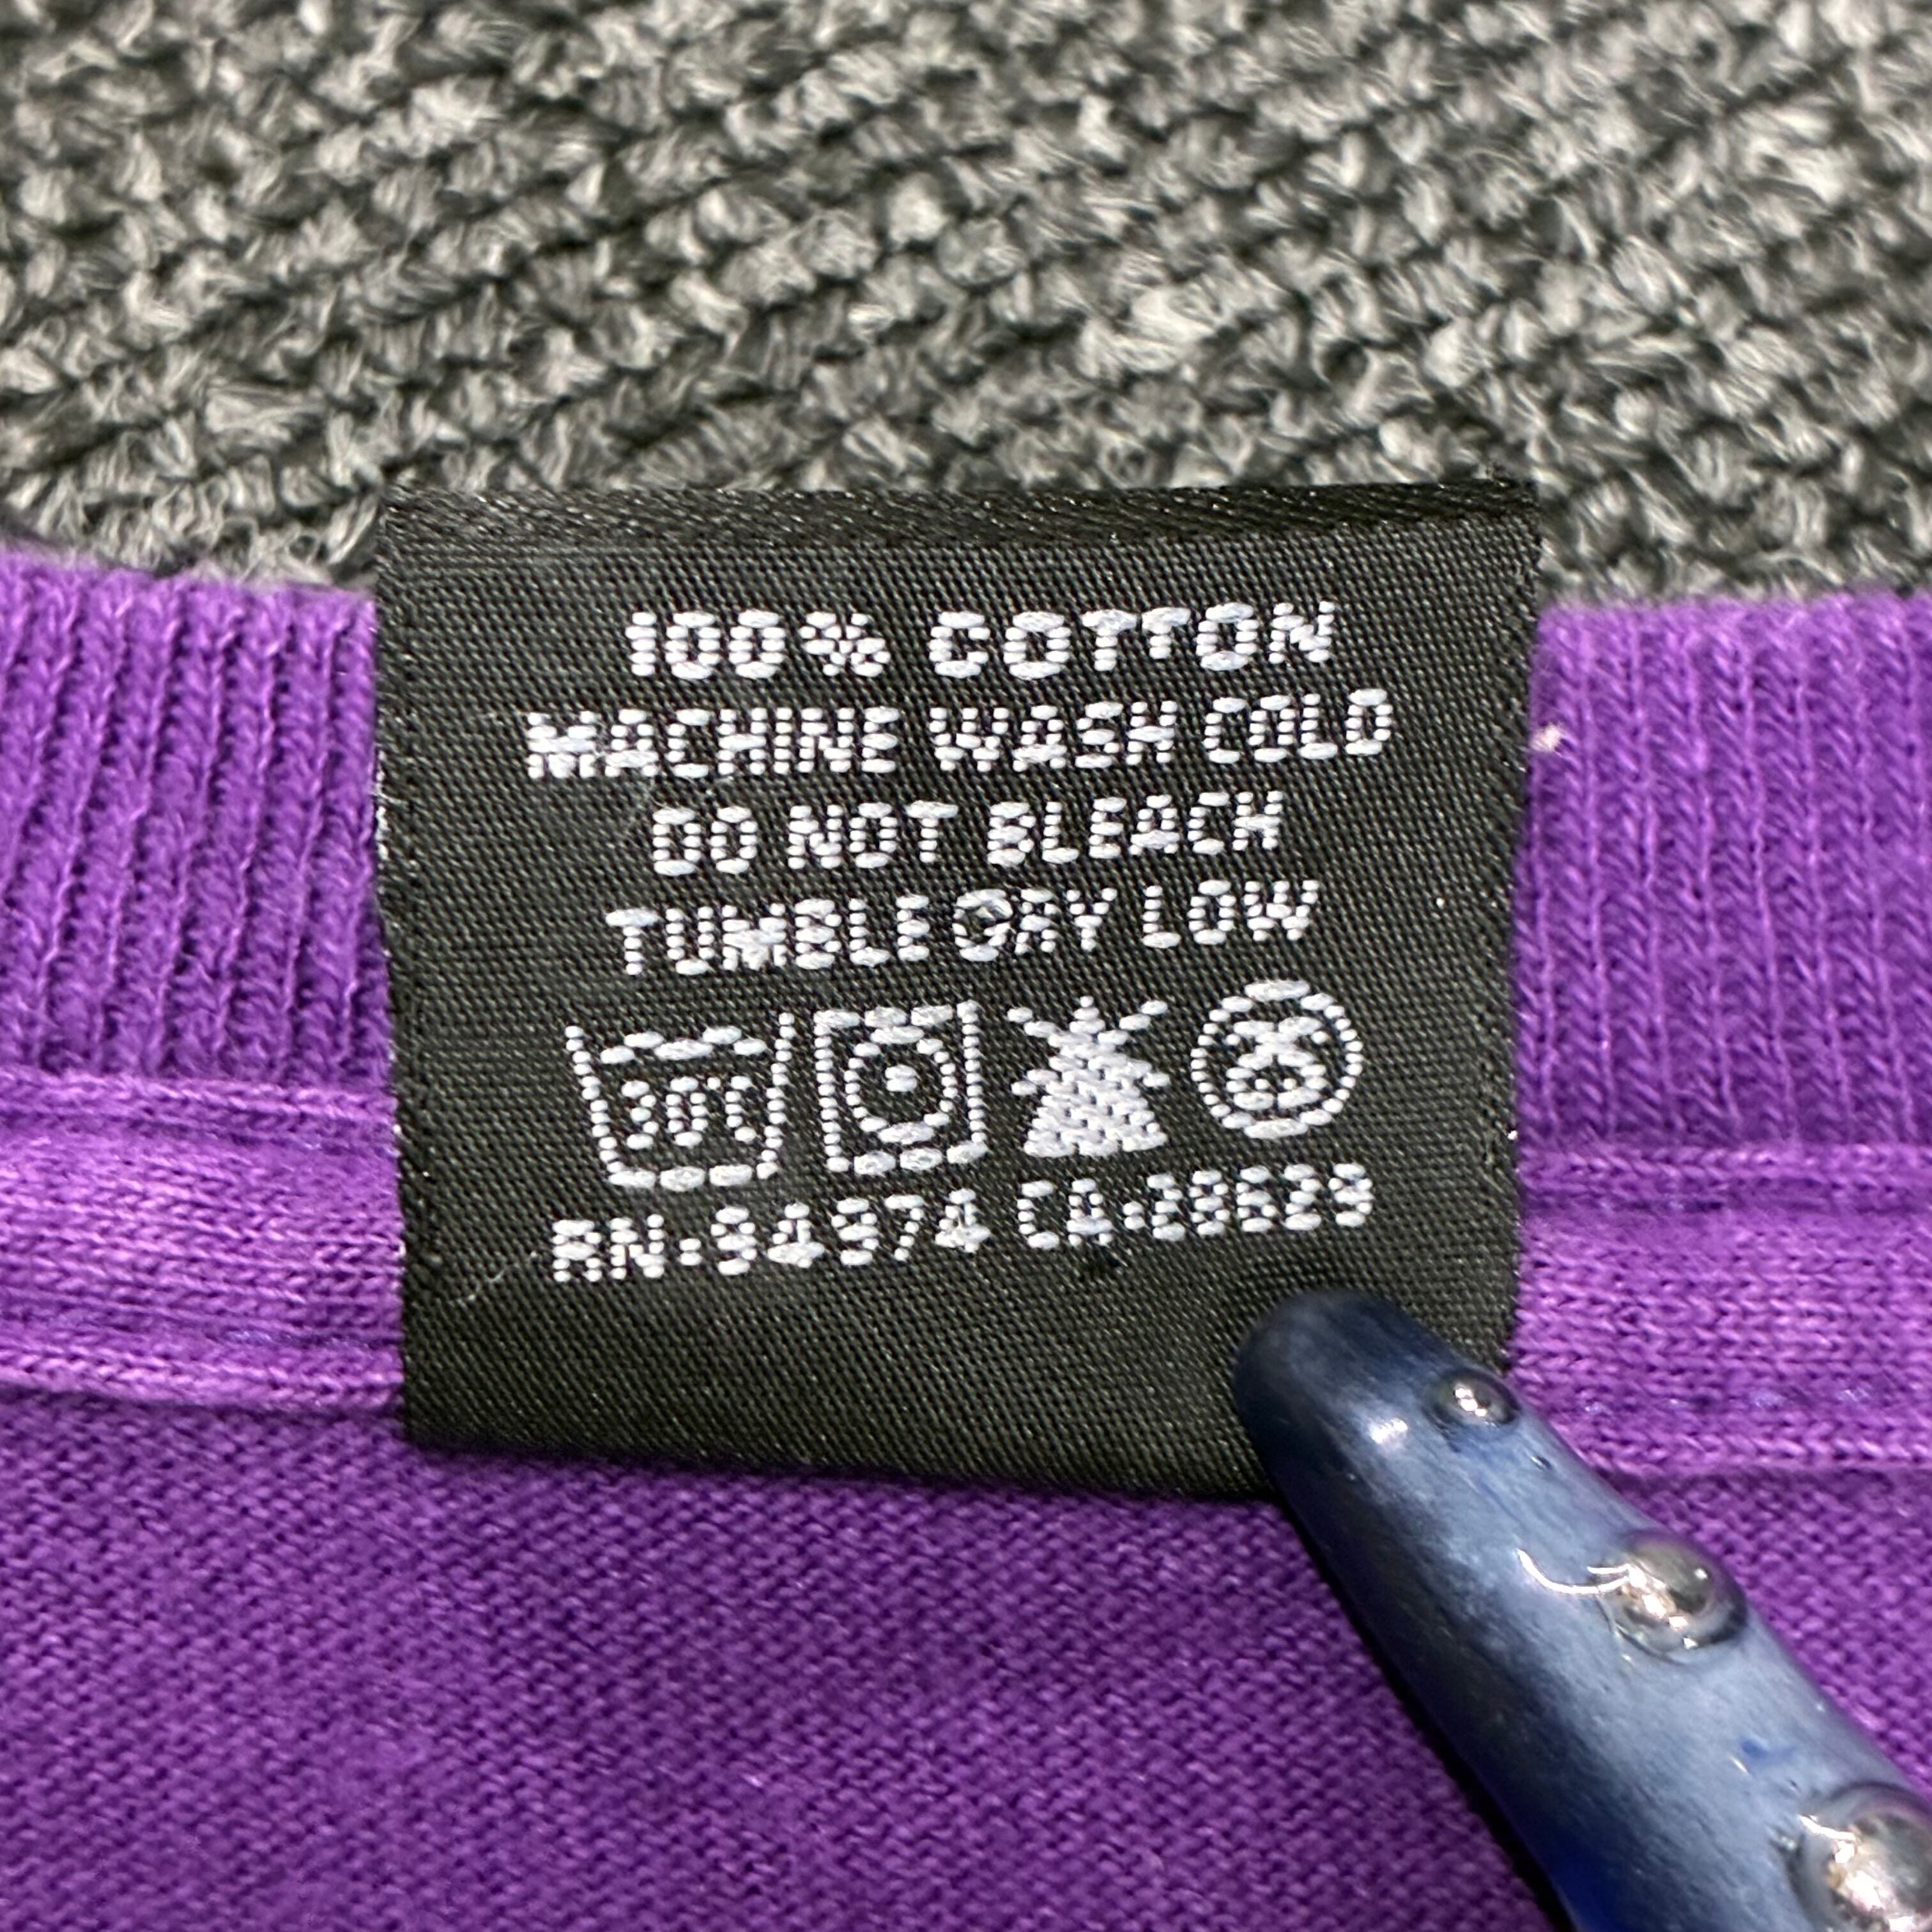 100% COTTON
MACHINE WASH COLD
DO NOT BLEACH
TUMBLE DRY LOW
30°C
RN:94974 CA:28629